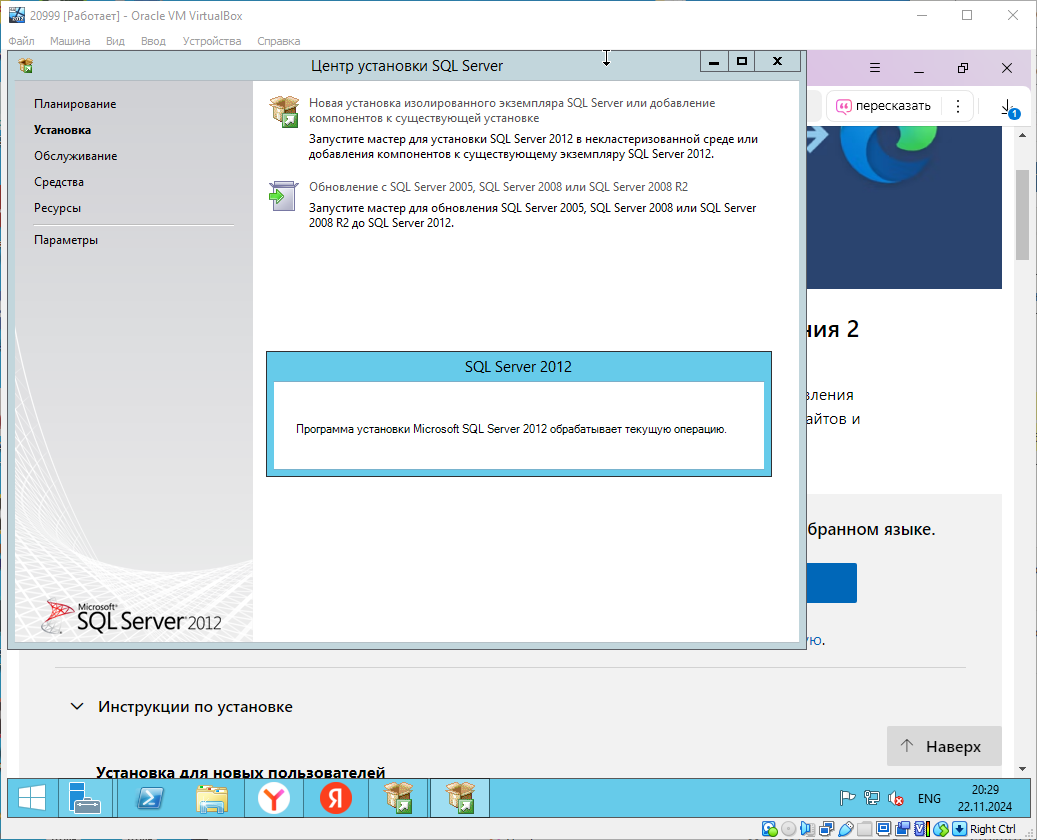 20999 [Работает] - Oracle VM VirtualBox
Файл Машина Вид Ввод Устройства Справка
Центр установки SQL Server
Планирование
Установка
Обслуживание
Средства
Ресурсы
Параметры
Новая установка изолированного экземпляра SQL Server или добавление
компонентов к существующей установке
Запустите мастер для установки SQL Server 2012 в некластеризованной среде или
добавления компонентов к существующему экземпляру SQL Server 2012.
Обновление с SQL Server 2005, SQL Server 2008 или SQL Server 2008 R2
Запустите мастер для обновления SQL Server 2005, SQL Server 2008 или SQL Server
2008 R2 до SQL Server 2012.
SQL Server 2012
Программа установки Microsoft SQL Server 2012 обрабатывает текущую операцию.
Microsoft®
SQL Server® 2012
пересказать
1
ния 2
вления
айтов и
бранном языке.
ую.
Инструкции по установке
Наверх
Установка для новых пользователей
ENG
20:29
22.11.2024
Right Ctrl